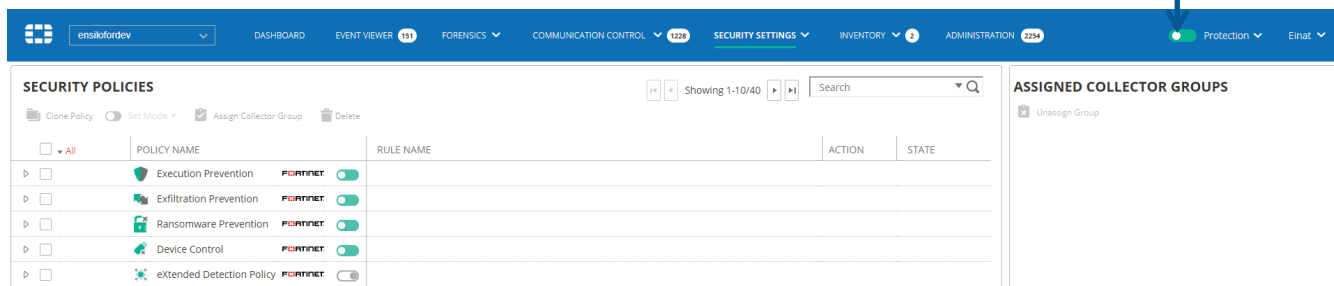 ensilofordev DASHBOARD EVENT VIEWER 151 FORENSICS COMMUNICATION CONTROL 1228 SECURITY SETTINGS INVENTORY 2 ADMINISTRATION 2254 Protection Einat
SECURITY POLICIES Showing 1-10/40 Search
Clone Policy Set Mode Assign Collector Group Delete
All POLICY NAME RULE NAME ACTION STATE
Execution Prevention FORTINET
Exfiltration Prevention FORTINET
Ransomware Prevention FORTINET
Device Control FORTINET
eXtended Detection Policy FORTINET
ASSIGNED COLLECTOR GROUPS
Unassign Group